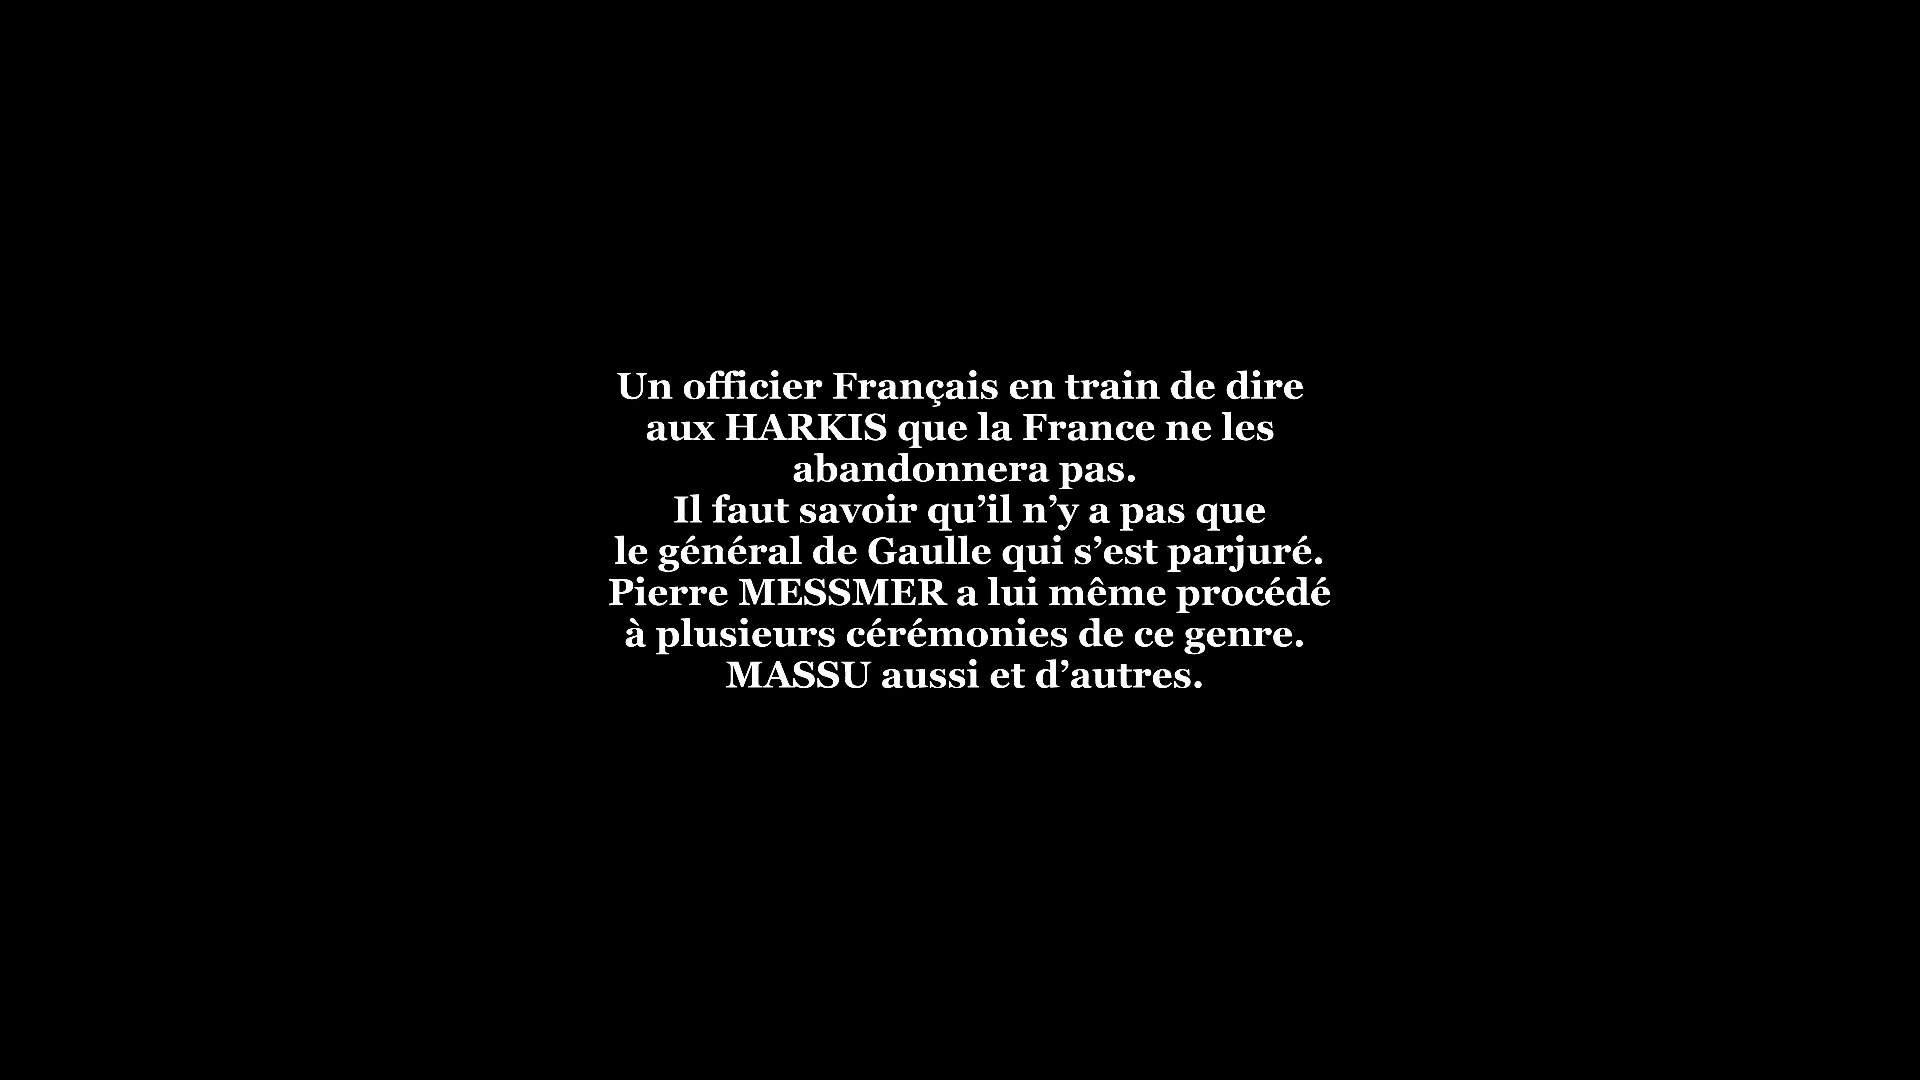 Un officier Français en train de dire
aux HARKIS que la France ne les
abandonnera pas.
Il faut savoir qu’il n’y a pas que
le général de Gaulle qui s’est parjuré.
Pierre MESSMER a lui même procédé
à plusieurs cérémonies de ce genre.
MASSU aussi et d’autres.